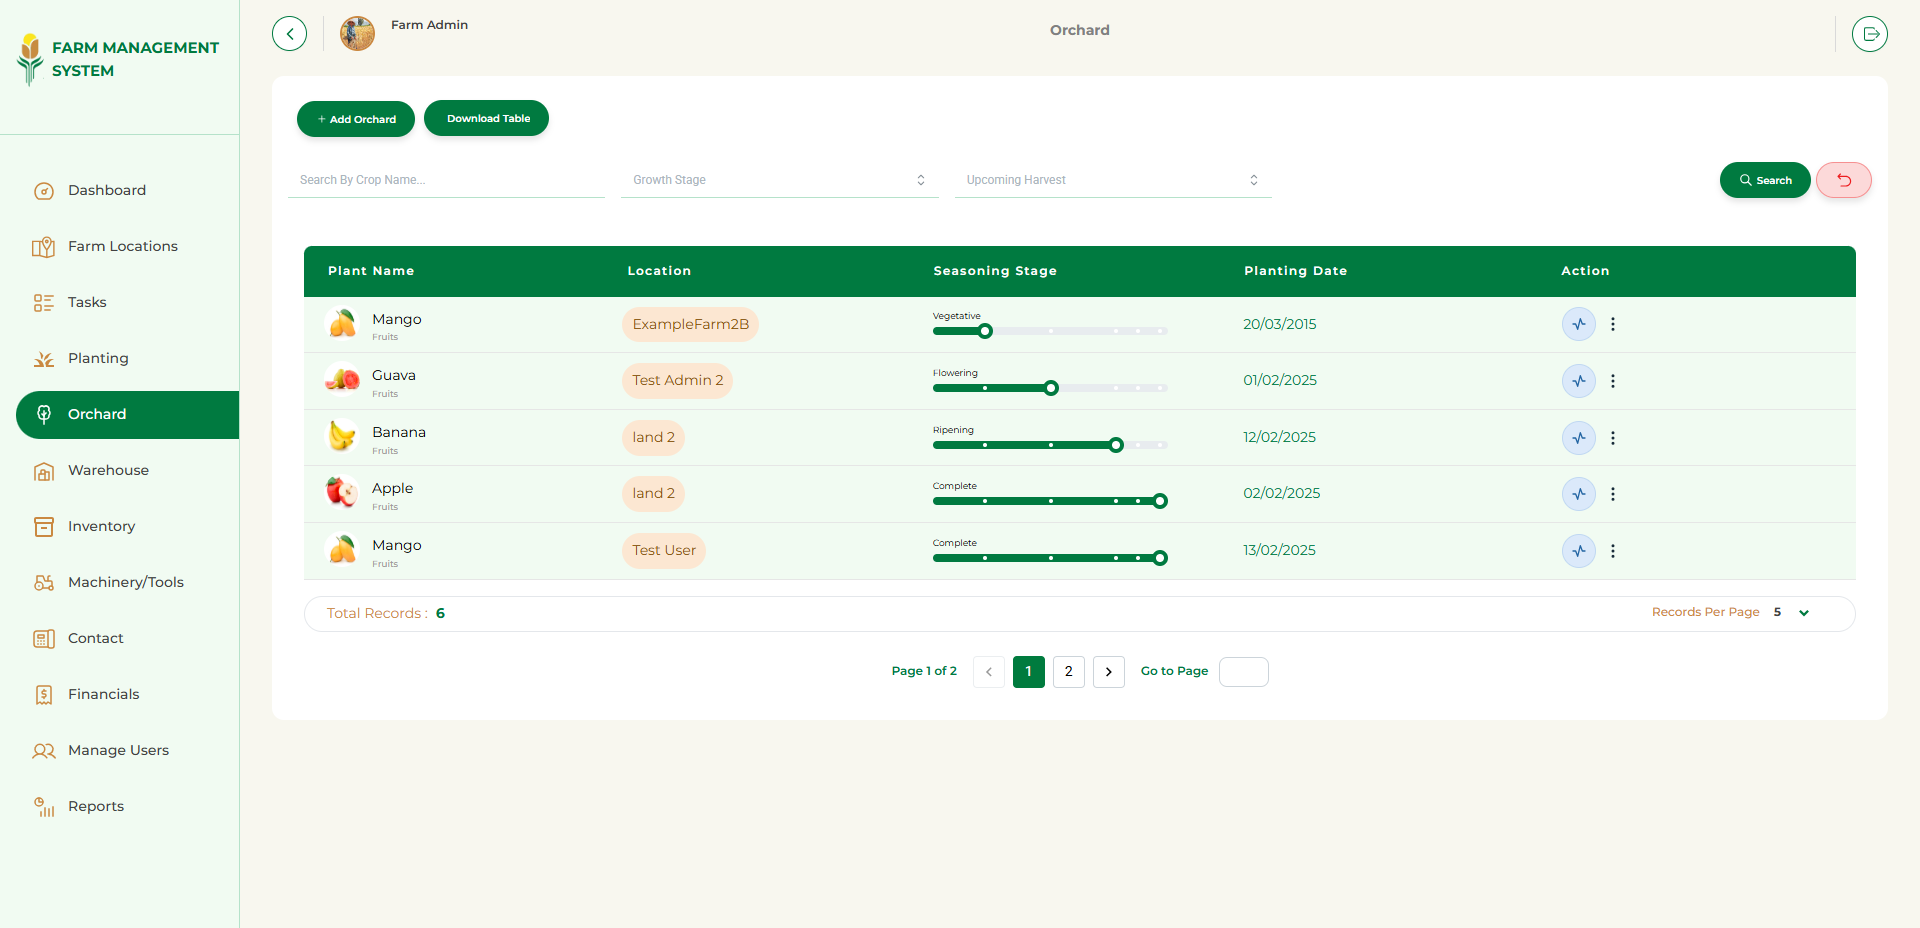 FARM MANAGEMENT
SYSTEM
Farm Admin
Orchard
Dashboard
Farm Locations
Tasks
Planting
Orchard
Warehouse
Inventory
Machinery/Tools
Contact
Financials
Manage Users
Reports
+ Add Orchard
Download Table
Search By Crop Name...
Growth Stage
Upcoming Harvest
Search
Plant Name Location Seasoning Stage Planting Date Action
Mango
Fruits
ExampleFarm2B
Vegetative
20/03/2015
Guava
Fruits
Test Admin 2
Flowering
01/02/2025
Banana
Fruits
land 2
Ripening
12/02/2025
Apple
Fruits
land 2
Complete
02/02/2025
Mango
Fruits
Test User
Complete
13/02/2025
Total Records : 6
Records Per Page 5
Page 1 of 2 < 1 2 > Go to Page